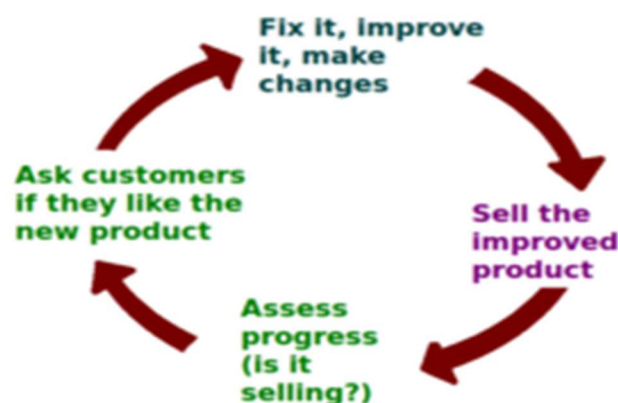 Fix it, improve
it, make
changes
Sell the
improved
product
Assess
progress
(is it
selling?)
Ask customers
if they like the
new product